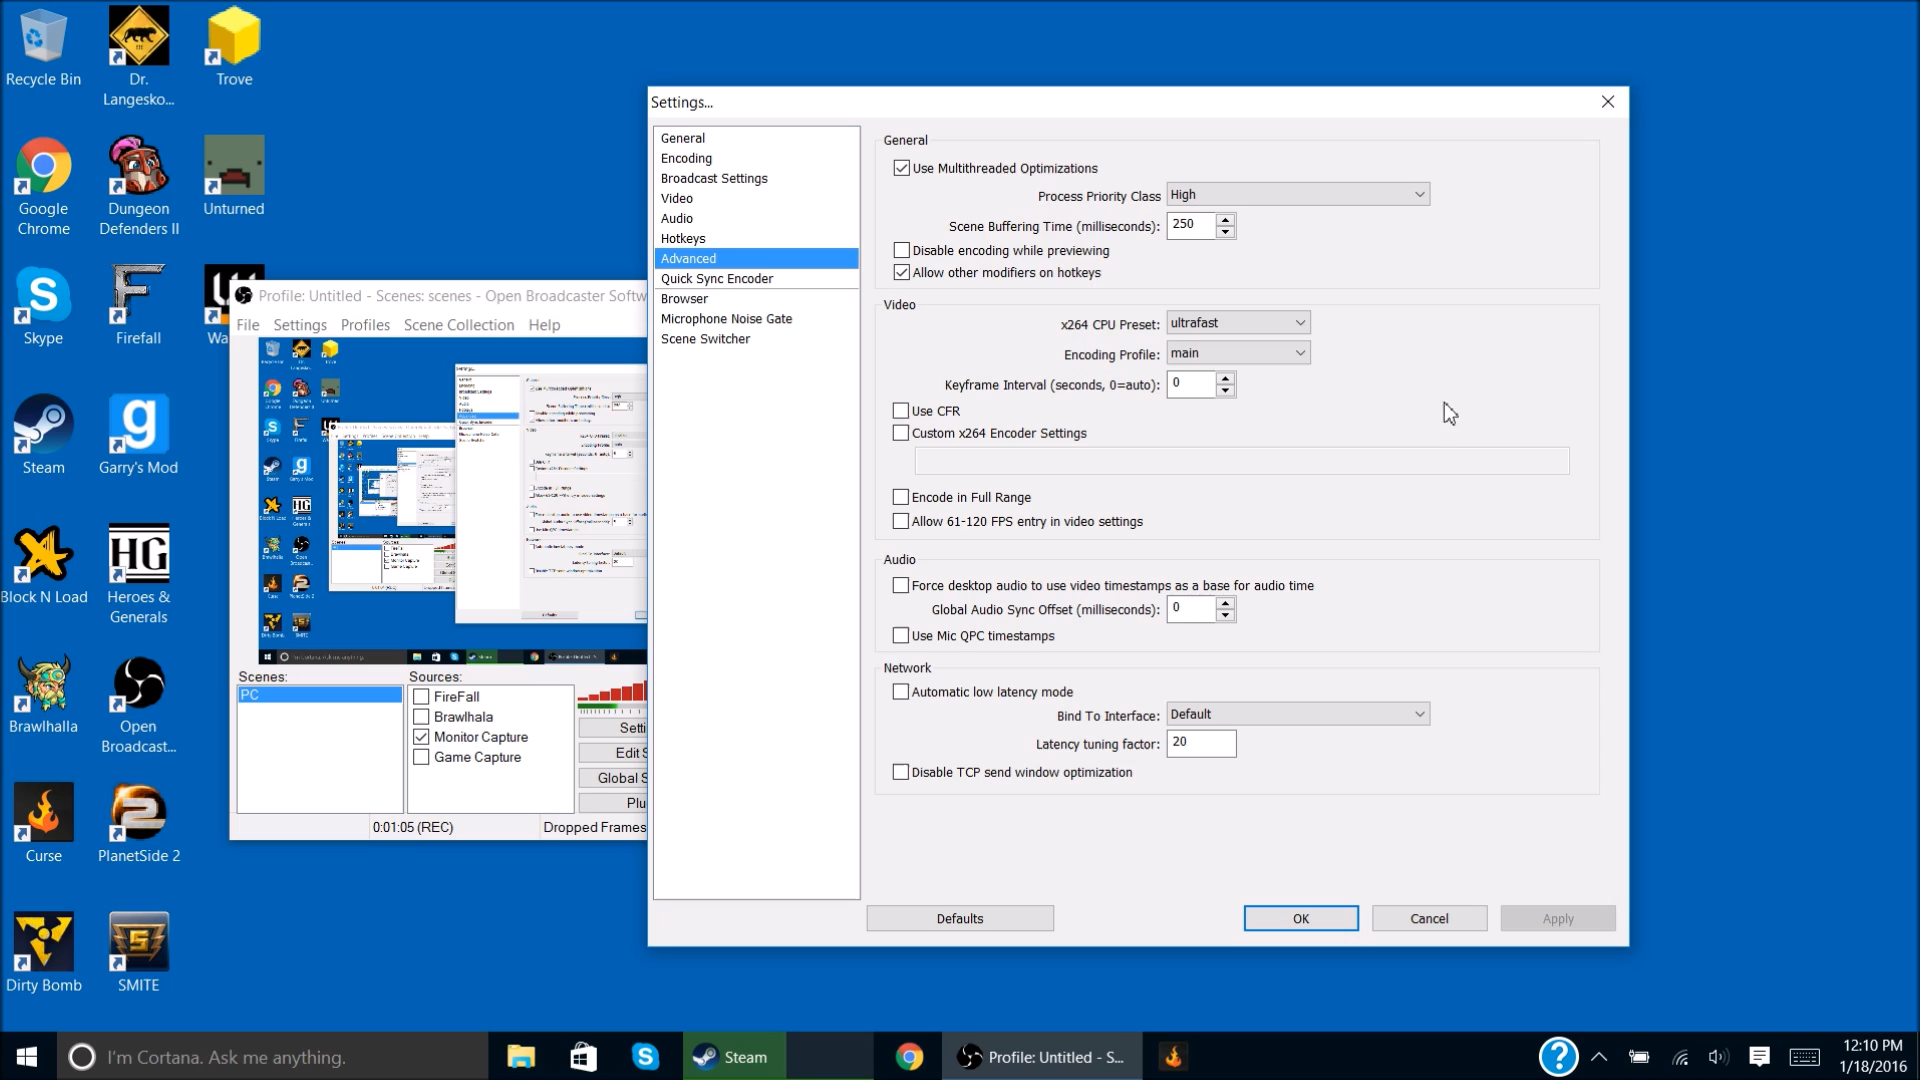 Recycle Bin
Dr.
Langesko...
Trove
Google
Chrome
Dungeon
Defenders II
Unturned
Skype
Firefall
Wa
Steam
Garry's Mod
Block N Load
HG
Heroes &
Generals
Brawlhalla
Open
Broadcast...
Curse
PlanetSide 2
Dirty Bomb
SMITE
Profile: Untitled - Scenes: scenes - Open Broadcaster Softw
File
Settings
Profiles
Scene Collection
Help
Scenes:
PC
Sources:
FireFall
Brawlhala
Monitor Capture
Game Capture
Setti
Edit S
Global S
Plu
0:01:05 (REC)
Dropped Frames
Settings...
General
Encoding
Broadcast Settings
Video
Audio
Hotkeys
Advanced
Quick Sync Encoder
Browser
Microphone Noise Gate
Scene Switcher
General
Use Multithreaded Optimizations
Process Priority Class High
Scene Buffering Time (milliseconds): 250
Disable encoding while previewing
Allow other modifiers on hotkeys
Video
x264 CPU Preset: ultrafast
Encoding Profile: main
Keyframe Interval (seconds, 0=auto): 0
Use CFR
Custom x264 Encoder Settings
Encode in Full Range
Allow 61-120 FPS entry in video settings
Audio
Force desktop audio to use video timestamps as a base for audio time
Global Audio Sync Offset (milliseconds): 0
Use Mic QPC timestamps
Network
Automatic low latency mode
Bind To Interface: Default
Latency tuning factor: 20
Disable TCP send window optimization
Defaults
OK
Cancel
Apply
I'm Cortana. Ask me anything.
Steam
Profile: Untitled - S...
12:10 PM
1/18/2016